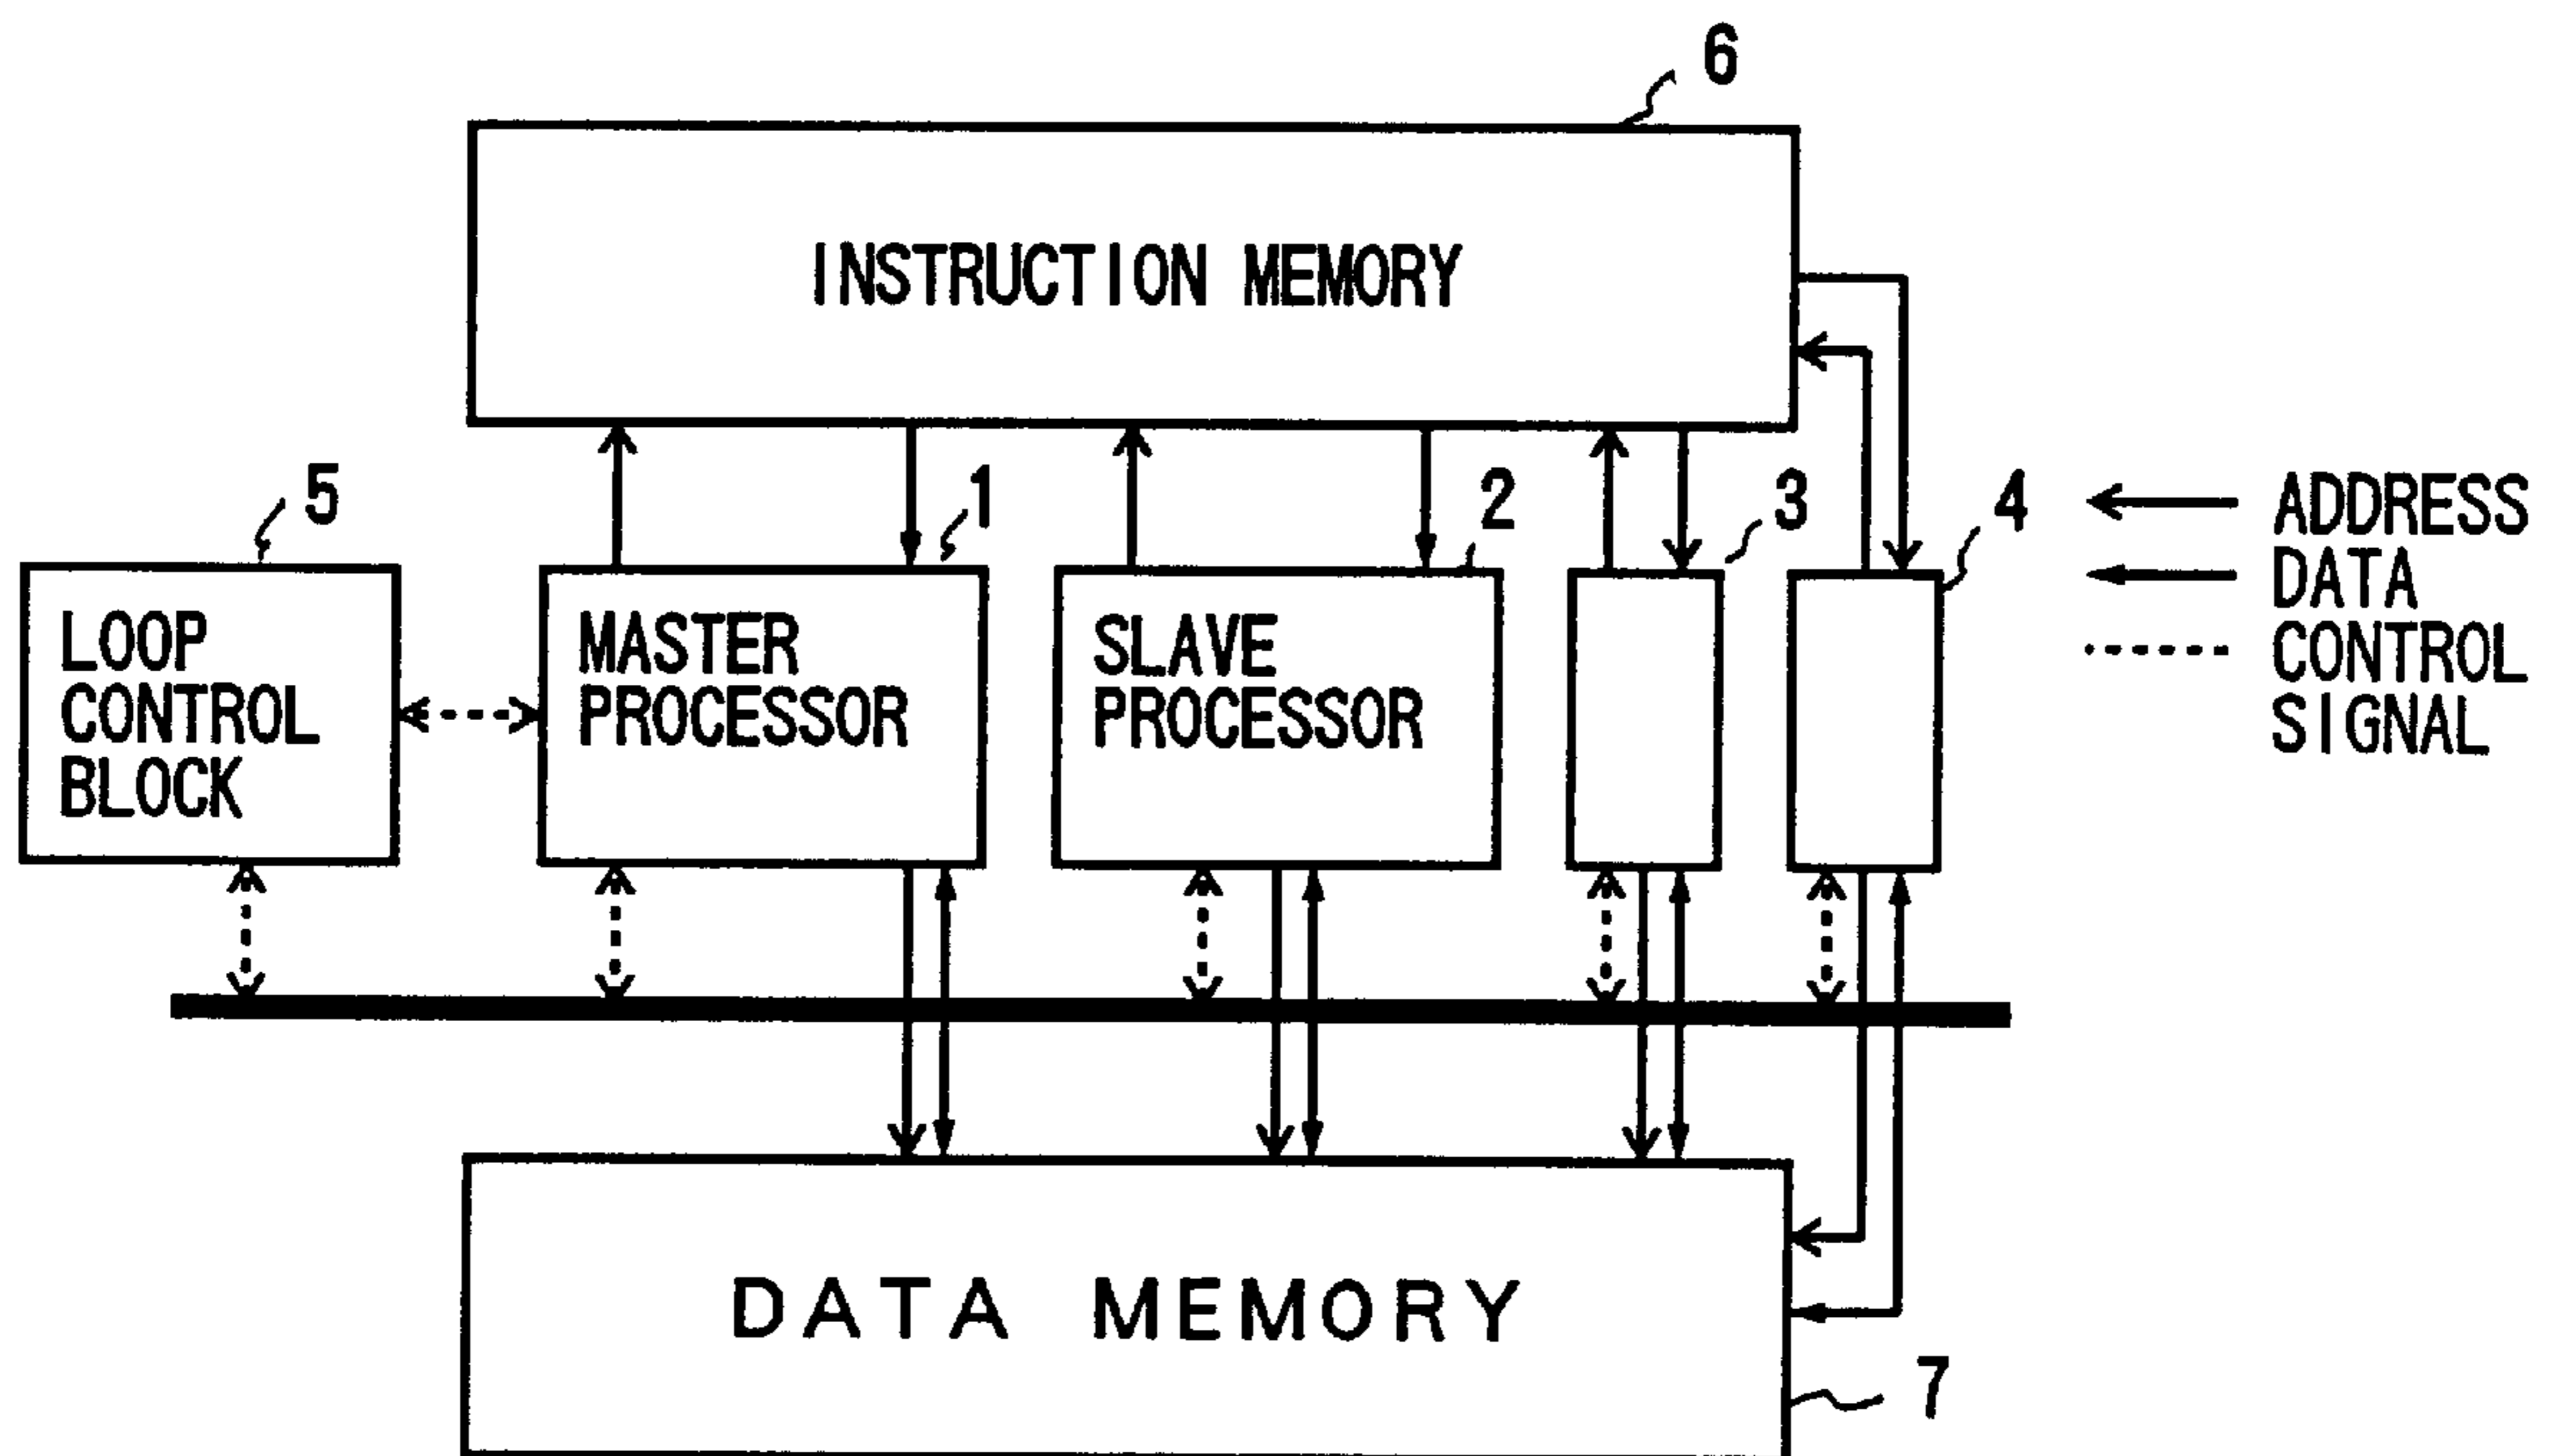 6
INSTRUCTION MEMORY
5
1
2
3
4
LOOP
CONTROL
BLOCK
MASTER
PROCESSOR
SLAVE
PROCESSOR
ADDRESS
DATA
CONTROL
SIGNAL
DATA MEMORY
7